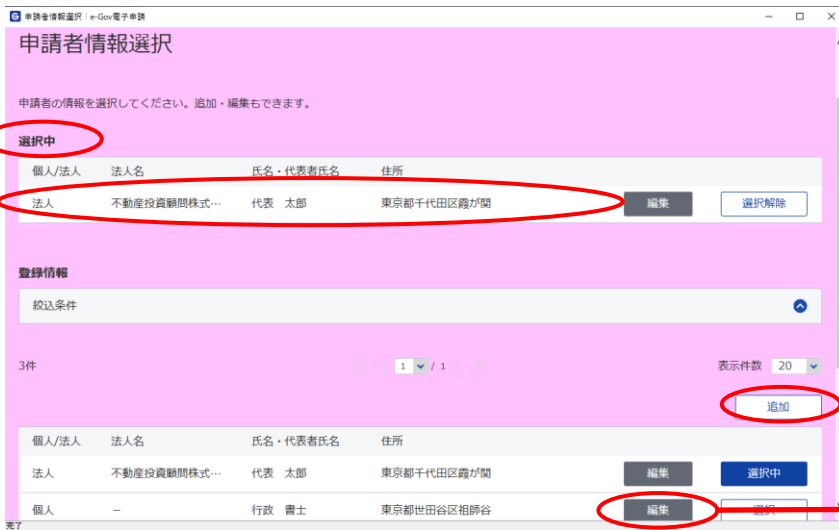 申請者情報選択｜e-Gov電子申請
申請者情報選択
申請者の情報を選択してください。追加・編集もできます。
選択中
個人/法人 法人名 氏名・代表者氏名 住所
法人 不動産投資顧問株式… 代表 太郎 東京都千代田区霞が関 編集 選択解除
登録情報
絞込条件
3件 1 / 1 表示件数 20
追加
個人/法人 法人名 氏名・代表者氏名 住所
法人 不動産投資顧問株式… 代表 太郎 東京都千代田区霞が関 編集 選択中
個人 － 行政 書士 東京都世田谷区祖師谷 編集 選択
完了